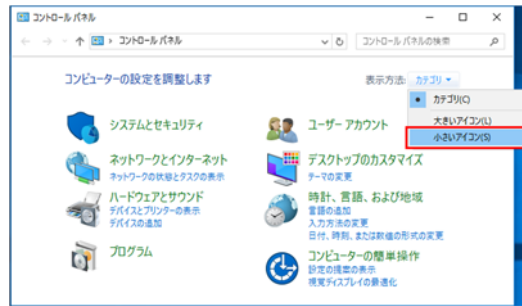 コントロール パネル
コントロール パネル
コントロール パネルの検索
コンピューターの設定を調整します
表示方法: カテゴリ
カテゴリ(C)
大きいアイコン(L)
小さいアイコン(S)
システムとセキュリティ
ネットワークとインターネット
ネットワークの状態とタスクの表示
ハードウェアとサウンド
デバイスとプリンターの表示
デバイスの追加
プログラム
ユーザー アカウント
デスクトップのカスタマイズ
テーマの変更
時計、言語、および地域
言語の追加
入力方法の変更
日付、時刻、または数値の形式の変更
コンピューターの簡単操作
設定の提案の表示
視覚ディスプレイの最適化